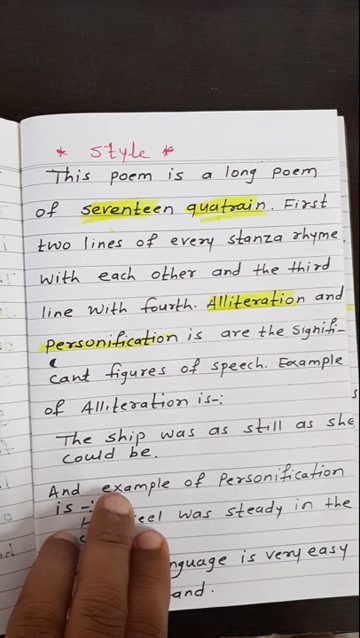 * Style *
This poem is a long poem
of seventeen quatrain. First
two lines of every stanza rhyme
with each other and the third
line with fourth. Alliteration and
personification is are the signifi-
cant figures of speech. Example
of Alliteration is-:
The ship was as still as she
could be.
And example of Personification
is -:
was steady in the
is very easy